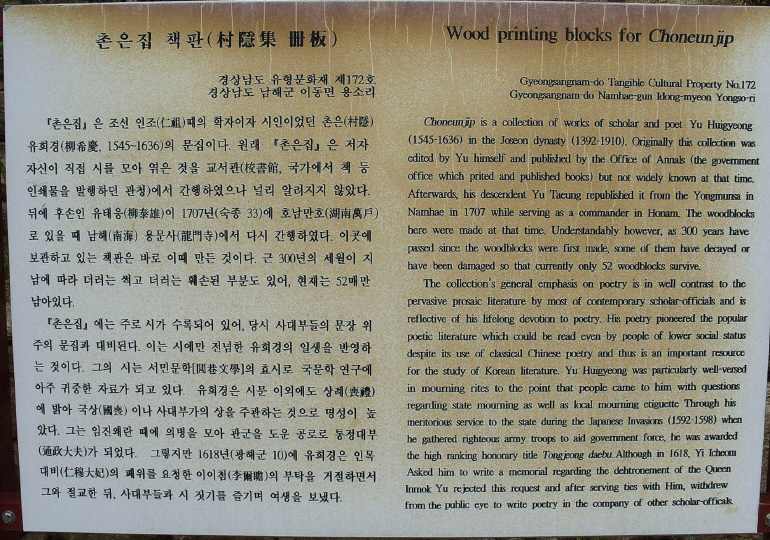 촌은집 책판(村隱集 冊板)
경상남도 유형문화재 제172호
경상남도 남해군 이동면 용소리
『촌은집』은 조선 인조(仁祖)때의 학자이자 시인이었던 촌은(村隱)
유희경(柳希慶, 1545~1636)의 문집이다. 원래 『촌은집』은 저자
자신이 직접 시를 모아 엮은 것을 교서관(校書館, 국가에서 책 등
인쇄물을 발행하던 관청)에서 간행하였으나 널리 알려지지 않았다.
뒤에 후손인 유태웅(柳泰雄)이 1707년(숙종 33)에 호남만호(湖南萬戶)
로 있을 때 남해(南海) 용문사(龍門寺)에서 다시 간행하였다. 이곳에
보관하고 있는 책판은 바로 이때 만든 것이다. 근 300년의 세월이 지
남에 따라 더러는 썩고 더러는 훼손된 부분도 있어, 현재는 52매만
남아있다.
『촌은집』에는 주로 시가 수록되어 있어, 당시 사대부들의 문장 위
주의 문집과 대비된다. 이는 시에만 전념한 유희경의 일생을 반영하
는 것이다. 그의 시는 서민문학[閭巷文學]의 효시로 국문학 연구에
아주 귀중한 자료가 되고 있다. 유희경은 시문 이외에도 상례(喪禮)
에 밝아 국상(國喪)이나 사대부가의 상을 주관하는 것으로 명성이 높
았다. 그는 임진왜란 때에 의병을 모아 관군을 도운 공로로 통정대부
(通政大夫)가 되었다. 그렇지만 1618년(광해군 10)에 유희경은 인목
대비(仁穆大妃)의 폐위를 요청한 이이첨(李爾瞻)의 부탁을 거절하면서
그와 절교한 뒤, 사대부들과 시 짓기를 즐기며 여생을 보냈다.
Wood printing blocks for Choneunjip
Gyeongsangnam-do Tangible Cultural Property No.172
Gyeongsangnam-do Namhae-gun Idong-myeon Yongso-ri
Choneunjip is a collection of works of scholar and poet Yu Huigyeong
(1545-1636) in the Joseon dynasty (1392-1910). Originally this collection was
edited by Yu himself and published by the Office of Annals (the government
office which prited and published books) but not widely known at that time.
Afterwards, his descendent Yu Taeung republished it from the Yongmunsa in
Namhae in 1707 while serving as a commander in Honam. The woodblocks
here were made at that time. Understandably however, as 300 years have
passed since the woodblocks were first made, some of them have decayed or
have been damaged so that currently only 52 woodblocks survive.
The collection's general emphasis on poetry is in well contrast to the
pervasive prosaic literature by most of contemporary scholar-officials and is
reflective of his lifelong devotion to poetry. His poetry pioneered the popular
poetic literature which could be read even by people of lower social status
despite its use of classical Chinese poetry and thus is an important resource
for the study of Korean literature. Yu Huigyeong was particularly well-versed
in mourning rites to the point that people came to him with questions
regarding state mourning as well as local mourning etiguette Through his
meritorious service to the state during the Japanese Invasions (1592-1598) when
he gathered righteous army troops to aid government force, he was awarded
the high ranking honorary title Tongjeong daebu. Although in 1618, Yi Icheom
Asked him to write a memorial regarding the dehtronement of the Queen
Inmok Yu rejected this request and after serving ties with Him, withdrew
from the public eye to write poetry in the company of other scholar-officals.